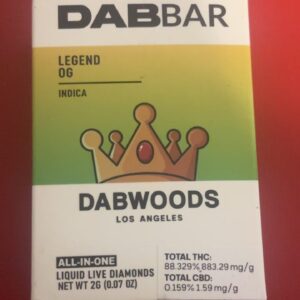 DABBAR
LEGEND
OG
INDICA
DABWOODS
LOS ANGELES
ALL-IN-ONE
LIQUID LIVE DIAMONDS
NET WT 2G (0.07 OZ)
TOTAL THC:
88.329% 883.29 mg/g
TOTAL CBD:
0.159% 1.59 mg/g